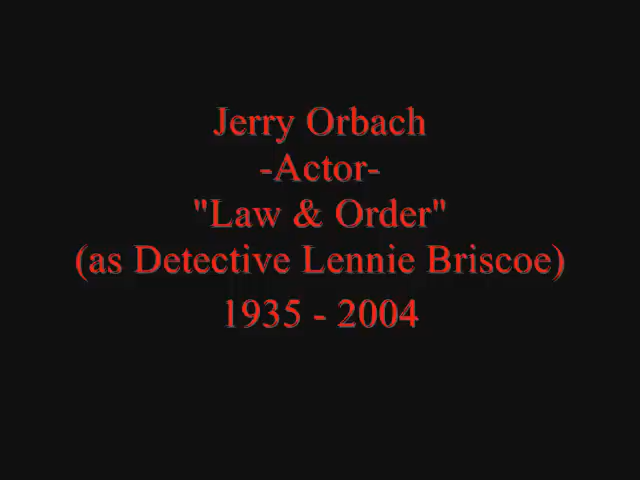 Jerry Orbach
-Actor-
"Law & Order"
(as Detective Lennie Briscoe)
1935 - 2004